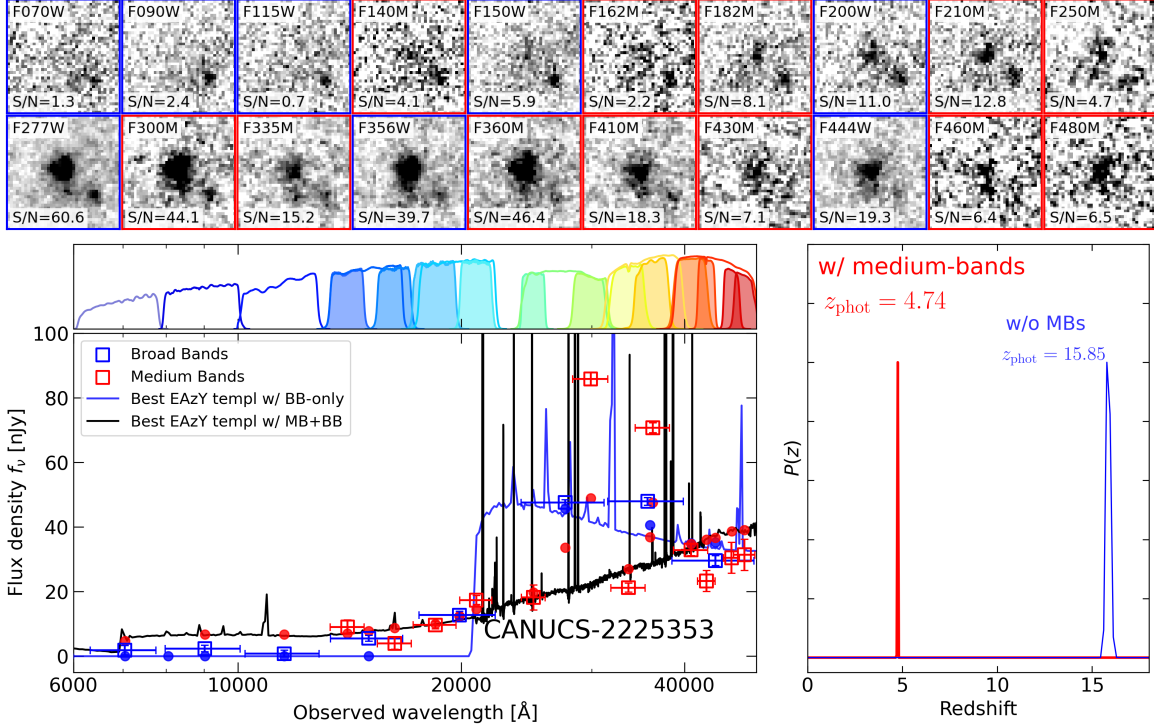 F070W F090W F115W F140M F150W F162M F182M F200W F210M F250M
S/N=1.3 S/N=2.4 S/N=0.7 S/N=4.1 S/N=5.9 S/N=2.2 S/N=8.1 S/N=11.0 S/N=12.8 S/N=4.7
F277W F300M F335M F356W F360M F410M F430M F444W F460M F480M
S/N=60.6 S/N=44.1 S/N=15.2 S/N=39.7 S/N=46.4 S/N=18.3 S/N=7.1 S/N=19.3 S/N=6.4 S/N=6.5
100
80
60
40
20
0
Flux density fν [nJy]
Broad Bands
Medium Bands
Best EAzY templ w/ BB-only
Best EAzY templ w/ MB+BB
CANUCS-2225353
6000 10000 20000 40000
Observed wavelength [Å]
w/ medium-bands
zphot = 4.74
w/o MBs
zphot = 15.85
P(z)
0 5 10 15
Redshift